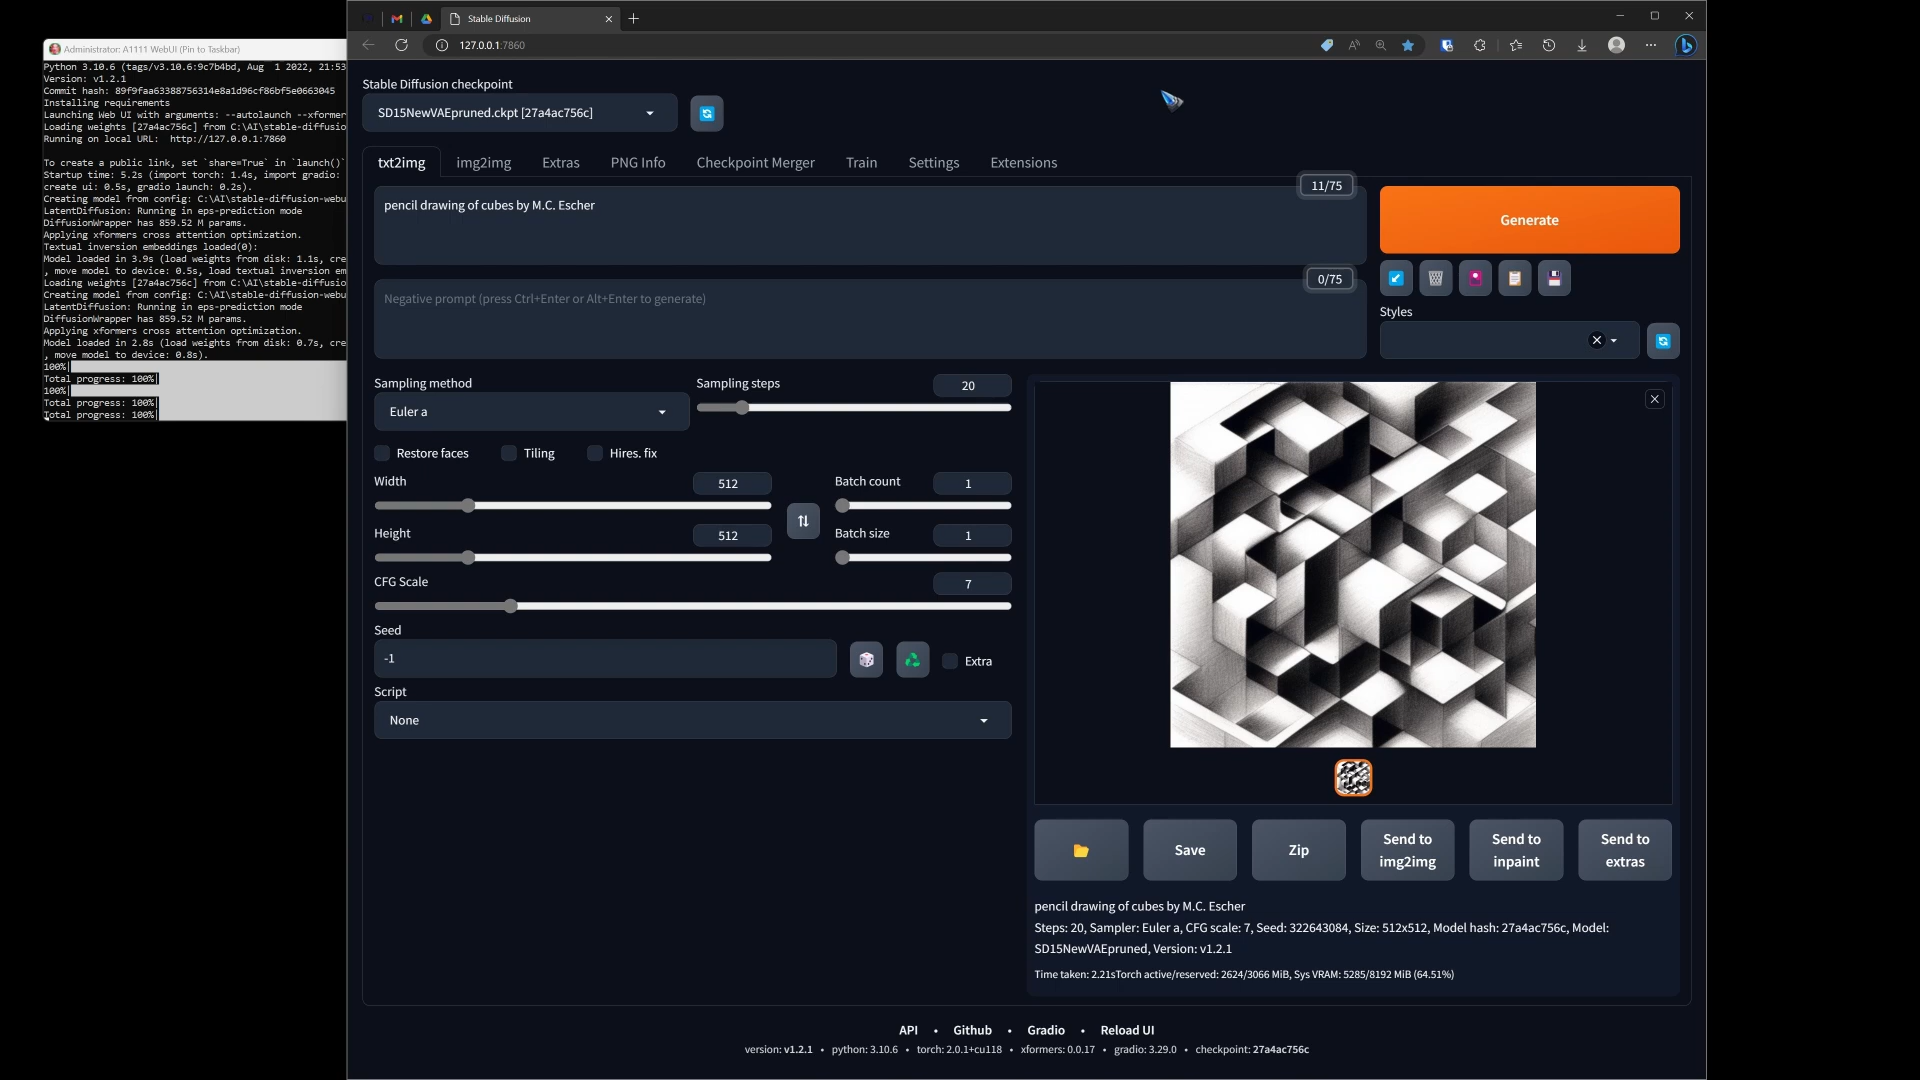 Stable Diffusion
127.0.0.1:7860
Administrator: A1111 WebUI (Pin to Taskbar)
Python 3.10.6 (tags/v3.10.6:9c7b4bd, Aug  1 2022, 21:53
Version: v1.2.1
Commit hash: 89f9faa63388756314e8a1d96cf86bf5e0663045
Installing requirements
Launching Web UI with arguments: --autolaunch --xformer
Loading weights [27a4ac756c] from C:\AI\stable-diffusio
Running on local URL:  http://127.0.0.1:7860
To create a public link, set `share=True` in `launch()`
Startup time: 5.2s (import torch: 1.4s, import gradio:
create ui: 0.5s, gradio launch: 0.2s).
Creating model from config: C:\AI\stable-diffusion-webu
LatentDiffusion: Running in eps-prediction mode
DiffusionWrapper has 859.52 M params.
Applying xformers cross attention optimization.
Textual inversion embeddings loaded(0):
Model loaded in 3.9s (load weights from disk: 1.1s, cre
, move model to device: 0.5s, load textual inversion em
Loading weights [27a4ac756c] from C:\AI\stable-diffusio
Creating model from config: C:\AI\stable-diffusion-webu
LatentDiffusion: Running in eps-prediction mode
DiffusionWrapper has 859.52 M params.
Applying xformers cross attention optimization.
Model loaded in 2.8s (load weights from disk: 0.7s, cre
, move model to device: 0.8s).
100%|
Total progress: 100%|
100%|
Total progress: 100%|
Total progress: 100%|
Stable Diffusion checkpoint
SD15NewVAEpruned.ckpt [27a4ac756c]
txt2img img2img Extras PNG Info Checkpoint Merger Train Settings Extensions
11/75
pencil drawing of cubes by M.C. Escher
Generate
0/75
Negative prompt (press Ctrl+Enter or Alt+Enter to generate)
Styles
Sampling method
Euler a
Sampling steps
20
Restore faces Tiling Hires. fix
Width
512
Batch count
1
Height
512
Batch size
1
CFG Scale
7
Seed
-1
Extra
Script
None
Save
Zip
Send to
img2img
Send to
inpaint
Send to
extras
pencil drawing of cubes by M.C. Escher
Steps: 20, Sampler: Euler a, CFG scale: 7, Seed: 322643084, Size: 512x512, Model hash: 27a4ac756c, Model:
SD15NewVAEpruned, Version: v1.2.1
Time taken: 2.21sTorch active/reserved: 2624/3066 MiB, Sys VRAM: 5285/8192 MiB (64.51%)
API • Github • Gradio • Reload UI
version: v1.2.1 • python: 3.10.6 • torch: 2.0.1+cu118 • xformers: 0.0.17 • gradio: 3.29.0 • checkpoint: 27a4ac756c